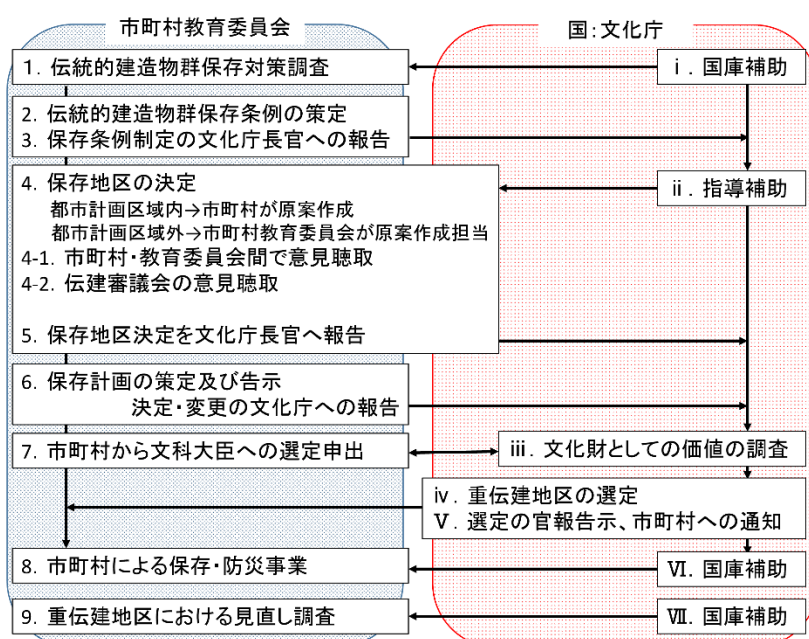 市町村教育委員会
国：文化庁
1. 伝統的建造物群保存対策調査
ⅰ. 国庫補助
2. 伝統的建造物群保存条例の策定
3. 保存条例制定の文化庁長官への報告
4. 保存地区の決定
ⅱ. 指導補助
都市計画区域内→市町村が原案作成
都市計画区域外→市町村教育委員会が原案作成担当
4-1. 市町村・教育委員会間で意見聴取
4-2. 伝建審議会の意見聴取
5. 保存地区決定を文化庁長官へ報告
6. 保存計画の策定及び告示
決定・変更の文化庁への報告
7. 市町村から文科大臣への選定申出
ⅲ. 文化財としての価値の調査
ⅳ. 重伝建地区の選定
Ⅴ. 選定の官報告示、市町村への通知
8. 市町村による保存・防災事業
Ⅵ. 国庫補助
9. 重伝建地区における見直し調査
Ⅶ. 国庫補助